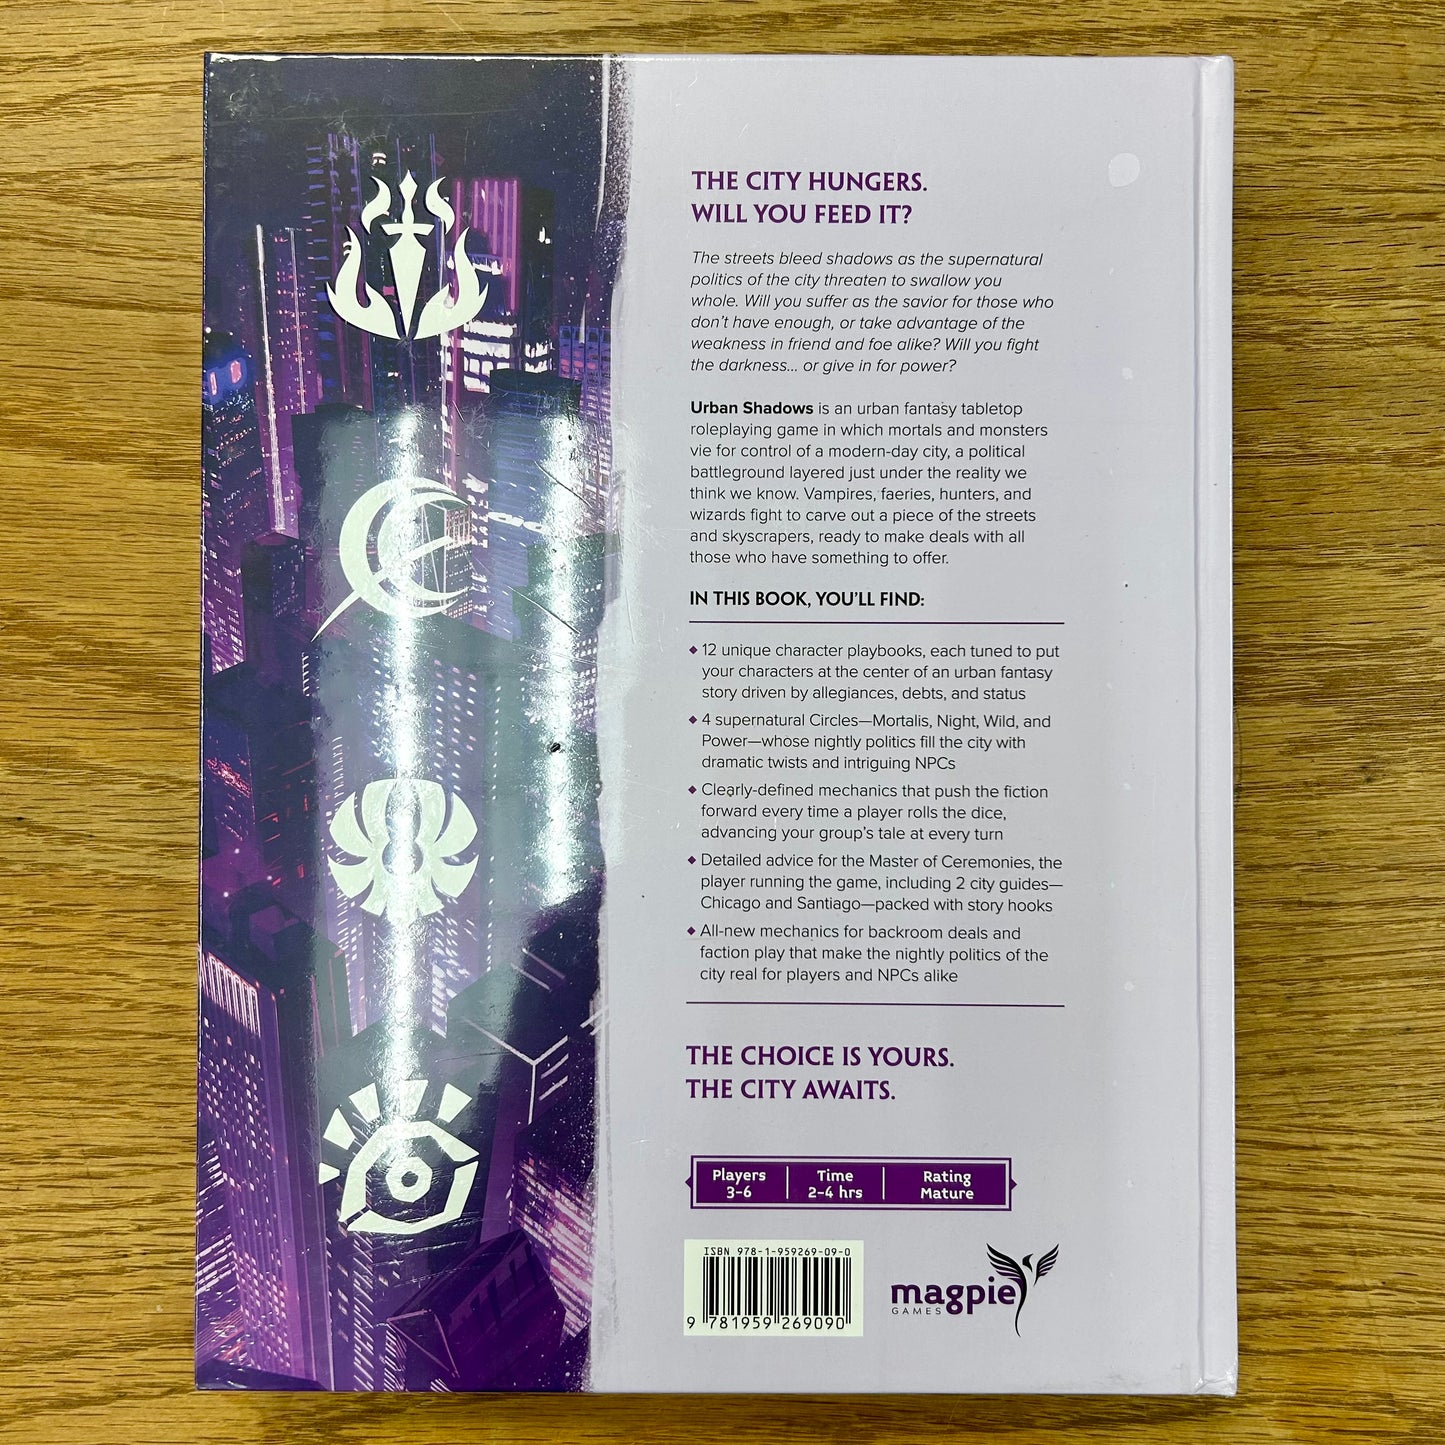 THE CITY HUNGERS.
WILL YOU FEED IT?
The streets bleed shadows as the supernatural
politics of the city threaten to swallow you
whole. Will you suffer as the savior for those who
don't have enough, or take advantage of the
weakness in friend and foe alike? Will you fight
the darkness... or give in for power?
Urban Shadows is an urban fantasy tabletop
roleplaying game in which mortals and monsters
vie for control of a modern-day city, a political
battleground layered just under the reality we
think we know. Vampires, faeries, hunters, and
wizards fight to carve out a piece of the streets
and skyscrapers, ready to make deals with all
those who have something to offer.
IN THIS BOOK, YOU'LL FIND:
◆ 12 unique character playbooks, each tuned to put
your characters at the center of an urban fantasy
story driven by allegiances, debts, and status
◆ 4 supernatural Circles—Mortalis, Night, Wild, and
Power—whose nightly politics fill the city with
dramatic twists and intriguing NPCs
◆ Clearly-defined mechanics that push the fiction
forward every time a player rolls the dice,
advancing your group's tale at every turn
◆ Detailed advice for the Master of Ceremonies, the
player running the game, including 2 city guides—
Chicago and Santiago—packed with story hooks
◆ All-new mechanics for backroom deals and
faction play that make the nightly politics of the
city real for players and NPCs alike
THE CHOICE IS YOURS.
THE CITY AWAITS.
Players Time Rating
3-6 2-4 hrs Mature
ISBN 978-1-959269-09-0
9 781959 269090
magpie
GAMES